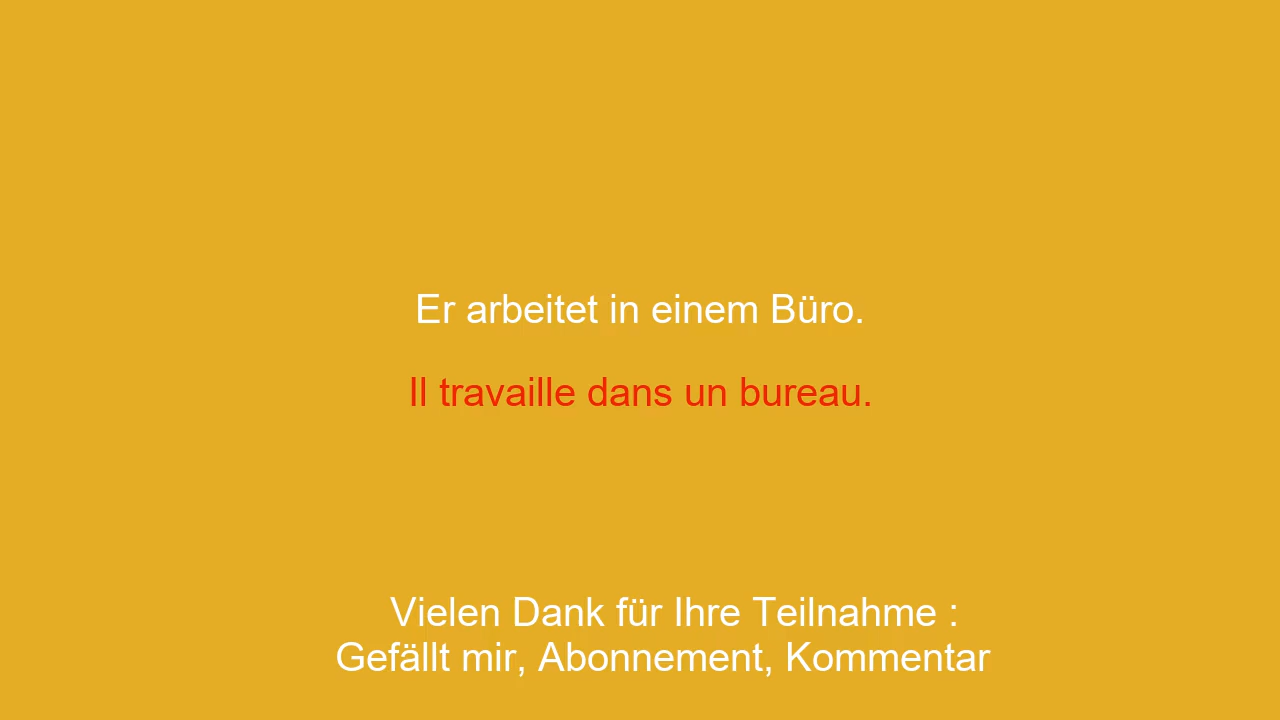 Er arbeitet in einem Büro.
Il travaille dans un bureau.
Vielen Dank für Ihre Teilnahme :
Gefällt mir, Abonnement, Kommentar